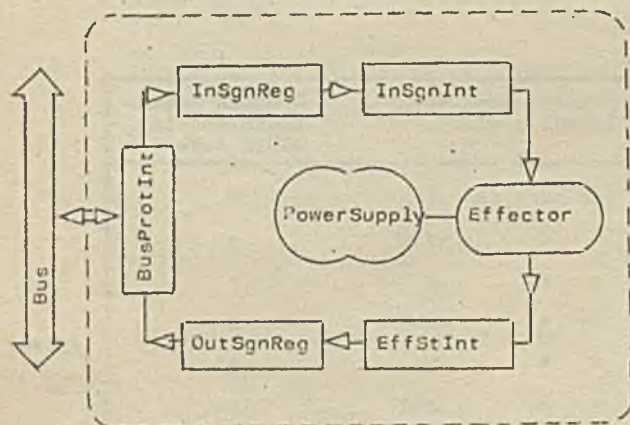 InSgnReg
InSgnInt
BusProtInt
PowerSupply
Effector
Bus
OutSgnReg
EffStInt